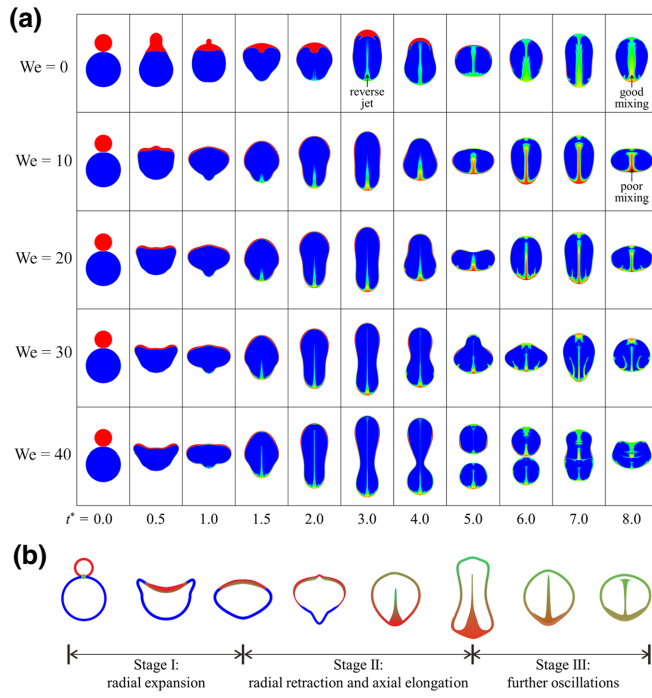 (a)
We = 0
reverse
jet
good
mixing
We = 10
poor
mixing
We = 20
We = 30
We = 40
t* = 0.0 0.5 1.0 1.5 2.0 3.0 4.0 5.0 6.0 7.0 8.0
(b)
Stage I:
radial expansion
Stage II:
radial retraction and axial elongation
Stage III:
further oscillations